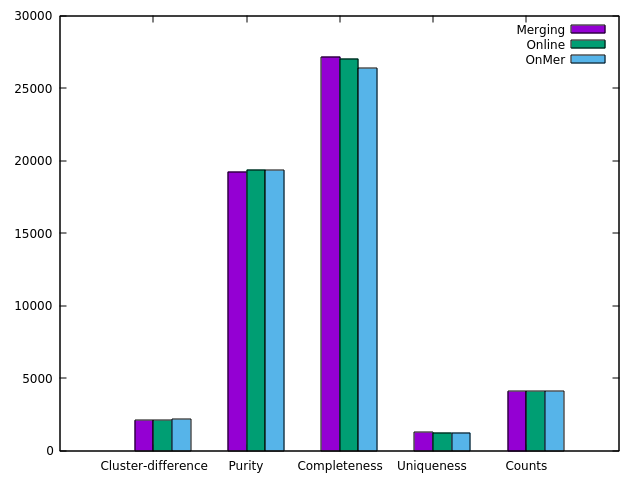 30000
25000
20000
15000
10000
5000
0
Merging
Online
OnMer
Cluster-difference Purity Completeness Uniqueness Counts